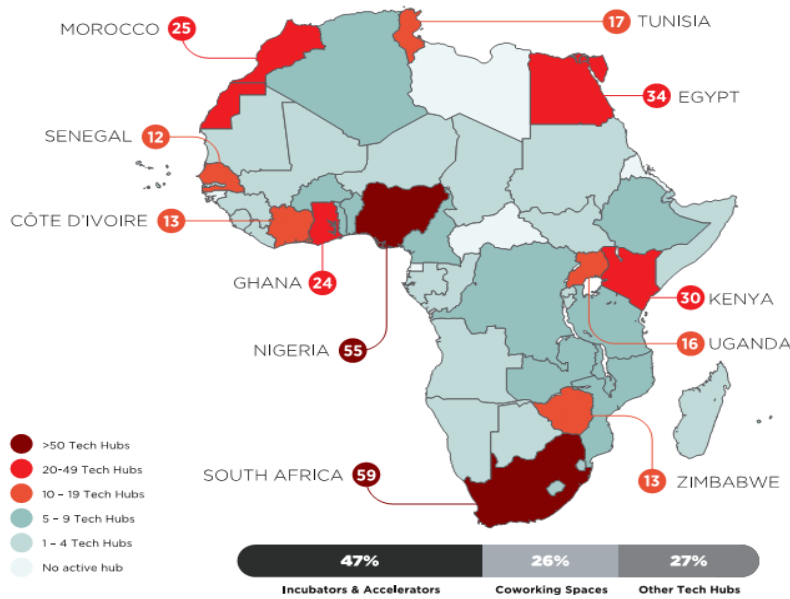 MOROCCO 25
17 TUNISIA
34 EGYPT
SENEGAL 12
CÔTE D'IVOIRE 13
GHANA 24
30 KENYA
NIGERIA 55
16 UGANDA
SOUTH AFRICA 59
13 ZIMBABWE
>50 Tech Hubs
20-49 Tech Hubs
10 – 19 Tech Hubs
5 – 9 Tech Hubs
1 – 4 Tech Hubs
No active hub
47% 26% 27%
Incubators & Accelerators Coworking Spaces Other Tech Hubs